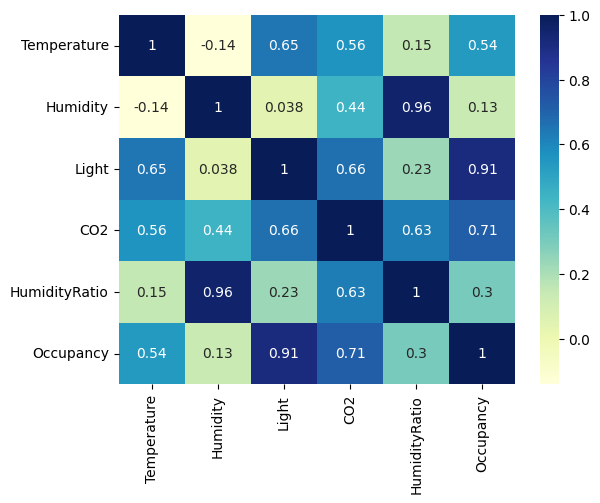 Temperature 1 -0.14 0.65 0.56 0.15 0.54
Humidity -0.14 1 0.038 0.44 0.96 0.13
Light 0.65 0.038 1 0.66 0.23 0.91
CO2 0.56 0.44 0.66 1 0.63 0.71
HumidityRatio 0.15 0.96 0.23 0.63 1 0.3
Occupancy 0.54 0.13 0.91 0.71 0.3 1
Temperature
Humidity
Light
CO2
HumidityRatio
Occupancy
1.0
0.8
0.6
0.4
0.2
0.0